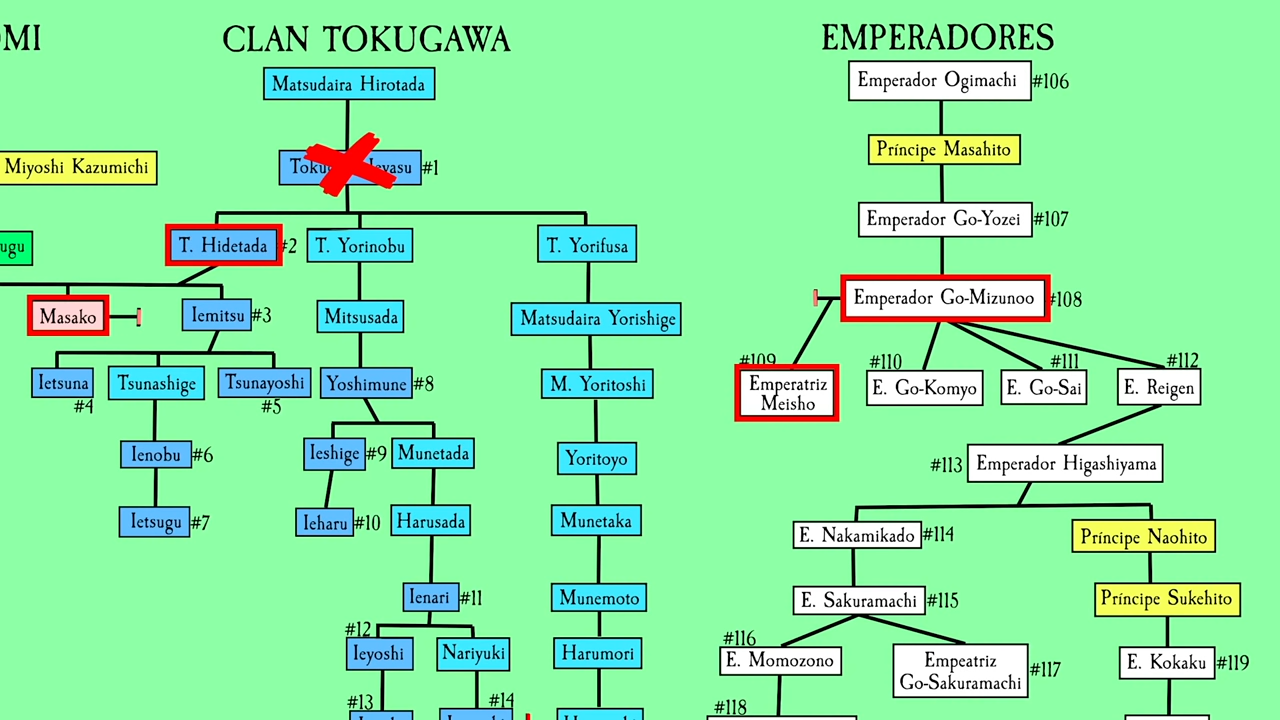 OMI
CLAN TOKUGAWA
EMPERADORES
Matsudaira Hirotada
Emperador Ogimachi #106
Príncipe Masahito
Miyoshi Kazumichi
Ieyasu #1
Emperador Go-Yozei #107
ugu
T. Hidetada #2
T. Yorinobu
T. Yorifusa
Emperador Go-Mizunoo #108
Masako
Iemitsu #3
Mitsusada
Matsudaira Yorishige
#109
#110
#111
#112
Ietsuna
Tsunashige
Tsunayoshi
Yoshimune #8
M. Yoritoshi
Emperatriz
Meisho
E. Go-Komyo
E. Go-Sai
E. Reigen
#4
#5
Ienobu #6
Ieshige #9
Munetada
Yoritoyo
#113 Emperador Higashiyama
Ietsugu #7
Ieharu #10
Harusada
Munetaka
E. Nakamikado #114
Príncipe Naohito
Ienari #11
Munemoto
E. Sakuramachi #115
Príncipe Sukehito
#12
Ieyoshi
Nariyuki
Harumori
#116
E. Momozono
Empeatriz
Go-Sakuramachi #117
E. Kokaku #119
#13
#14
#118